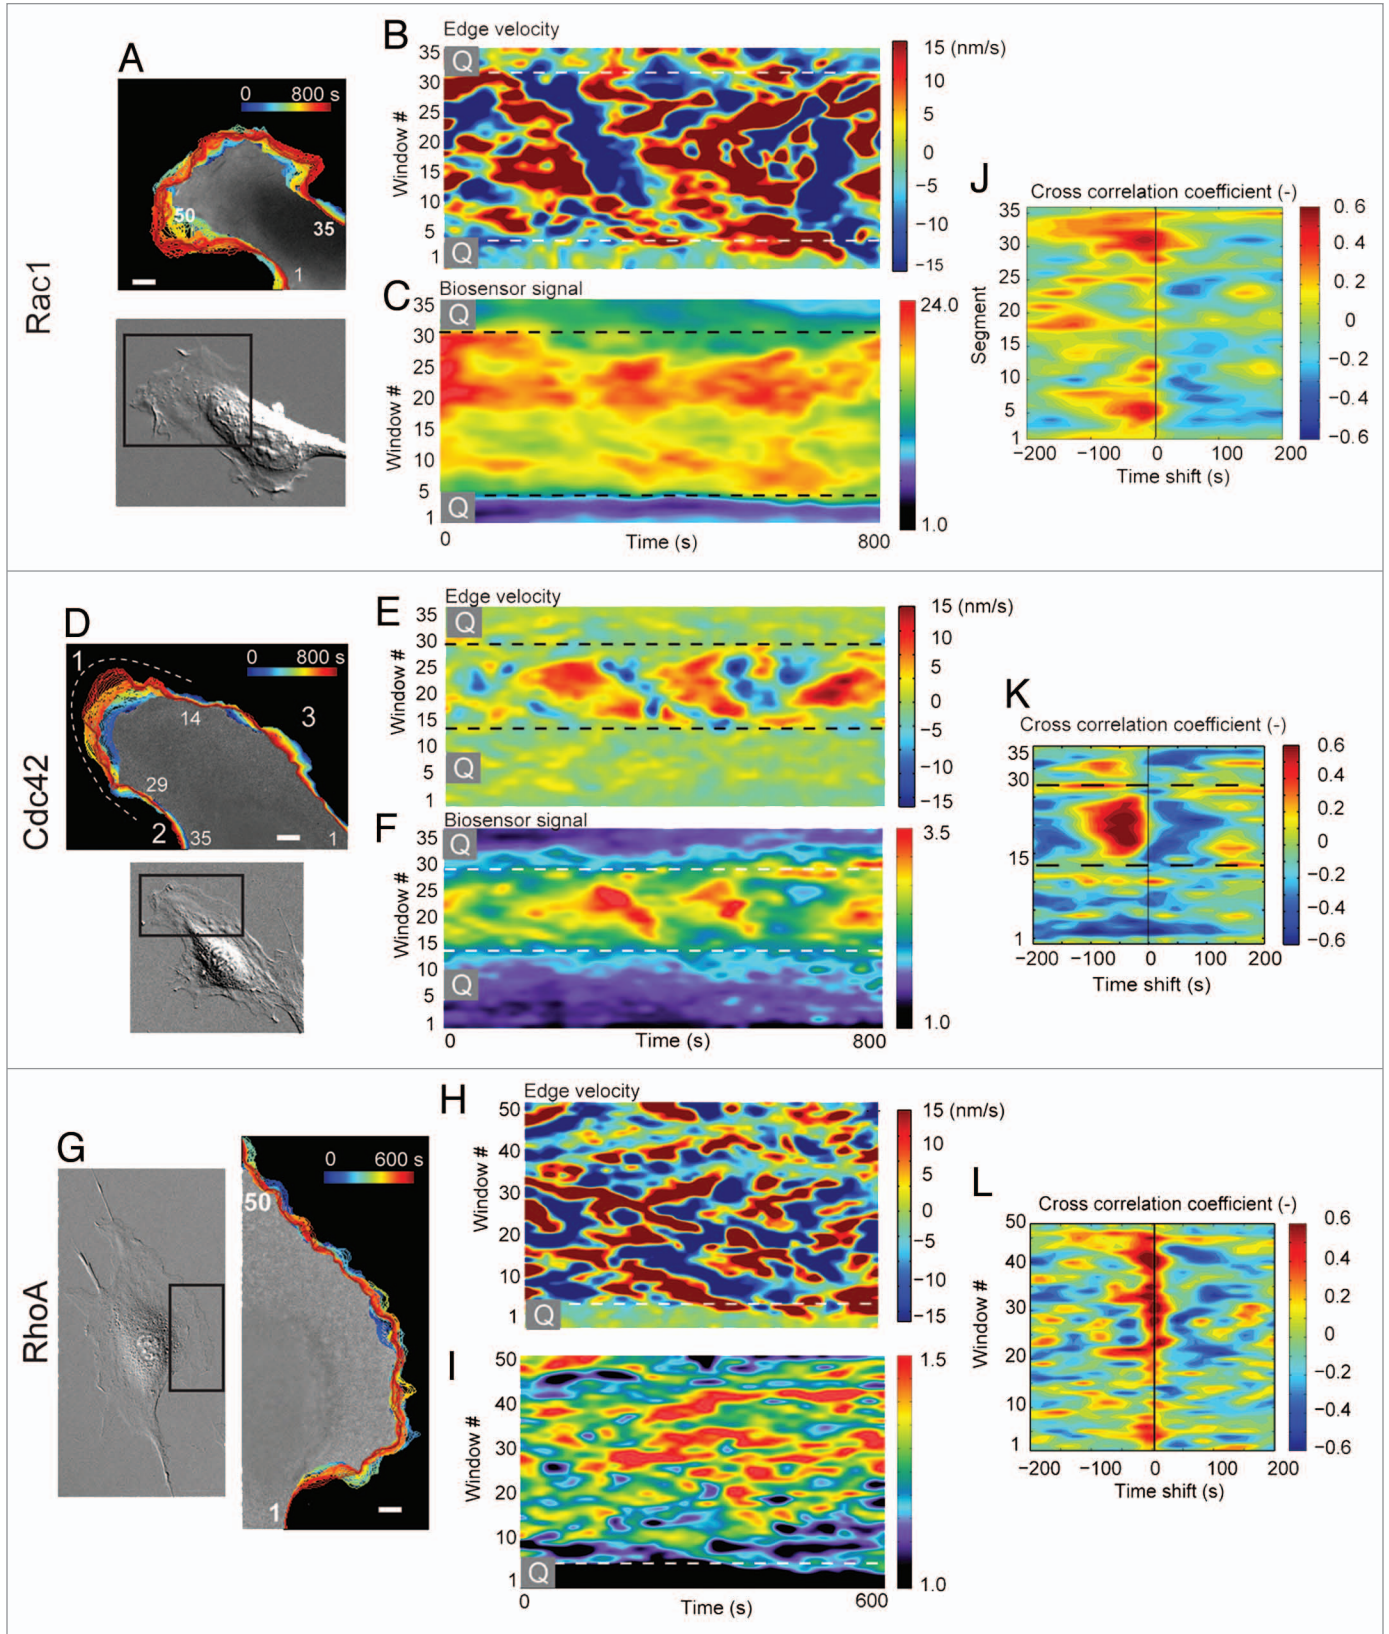 Rac1
A
0 800 s
50
35
1
B
Edge velocity
Q
Q
35
30
25
20
15
10
5
1
Window #
15 (nm/s)
10
5
0
−5
−10
−15
C
Biosensor signal
Q
Q
35
30
25
20
15
10
5
1
Window #
0
Time (s)
800
24.0
1.0
J
Cross correlation coefficient (-)
35
30
25
20
15
10
5
1
Segment
−200
−100
0
100
200
Time shift (s)
0. 6
0. 4
0. 2
0
−0. 2
−0. 4
−0.6
Cdc42
D
0 800 s
1
14
3
29
2
35
1
E
Edge velocity
Q
Q
35
30
25
20
15
10
5
1
Window #
15 (nm/s)
10
5
0
−5
−10
−15
F
Biosensor signal
Q
Q
35
30
25
20
15
10
5
1
Window #
0
Time (s)
800
3.5
1.0
K
Cross correlation coefficient (-)
35
30
15
1
−200
−100
0
100
200
Time shift (s)
0.6
0.4
0.2
0
−0.2
−0.4
−0.6
RhoA
G
0 600 s
50
1
H
Edge velocity
Q
50
40
30
20
10
1
Window #
15 (nm/s)
10
5
0
−5
−10
−15
I
Q
50
40
30
20
10
1
Window #
0
Time (s)
600
1.5
1.0
L
Cross correlation coefficient (-)
50
40
30
20
10
1
Window #
−200
−100
0
100
200
Time shift (s)
0.6
0.4
0.2
0
−0.2
−0.4
−0.6